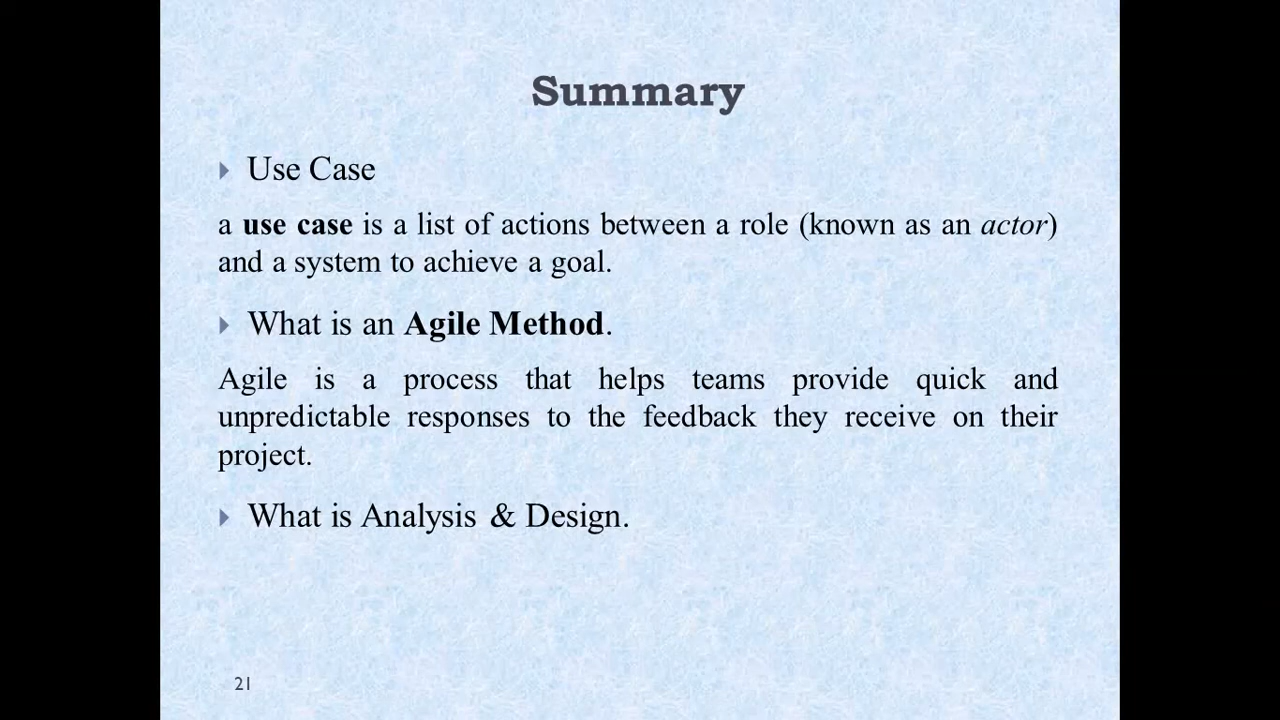 Summary
Use Case
a use case is a list of actions between a role (known as an actor)
and a system to achieve a goal.
What is an Agile Method.
Agile is a process that helps teams provide quick and
unpredictable responses to the feedback they receive on their
project.
What is Analysis & Design.
21